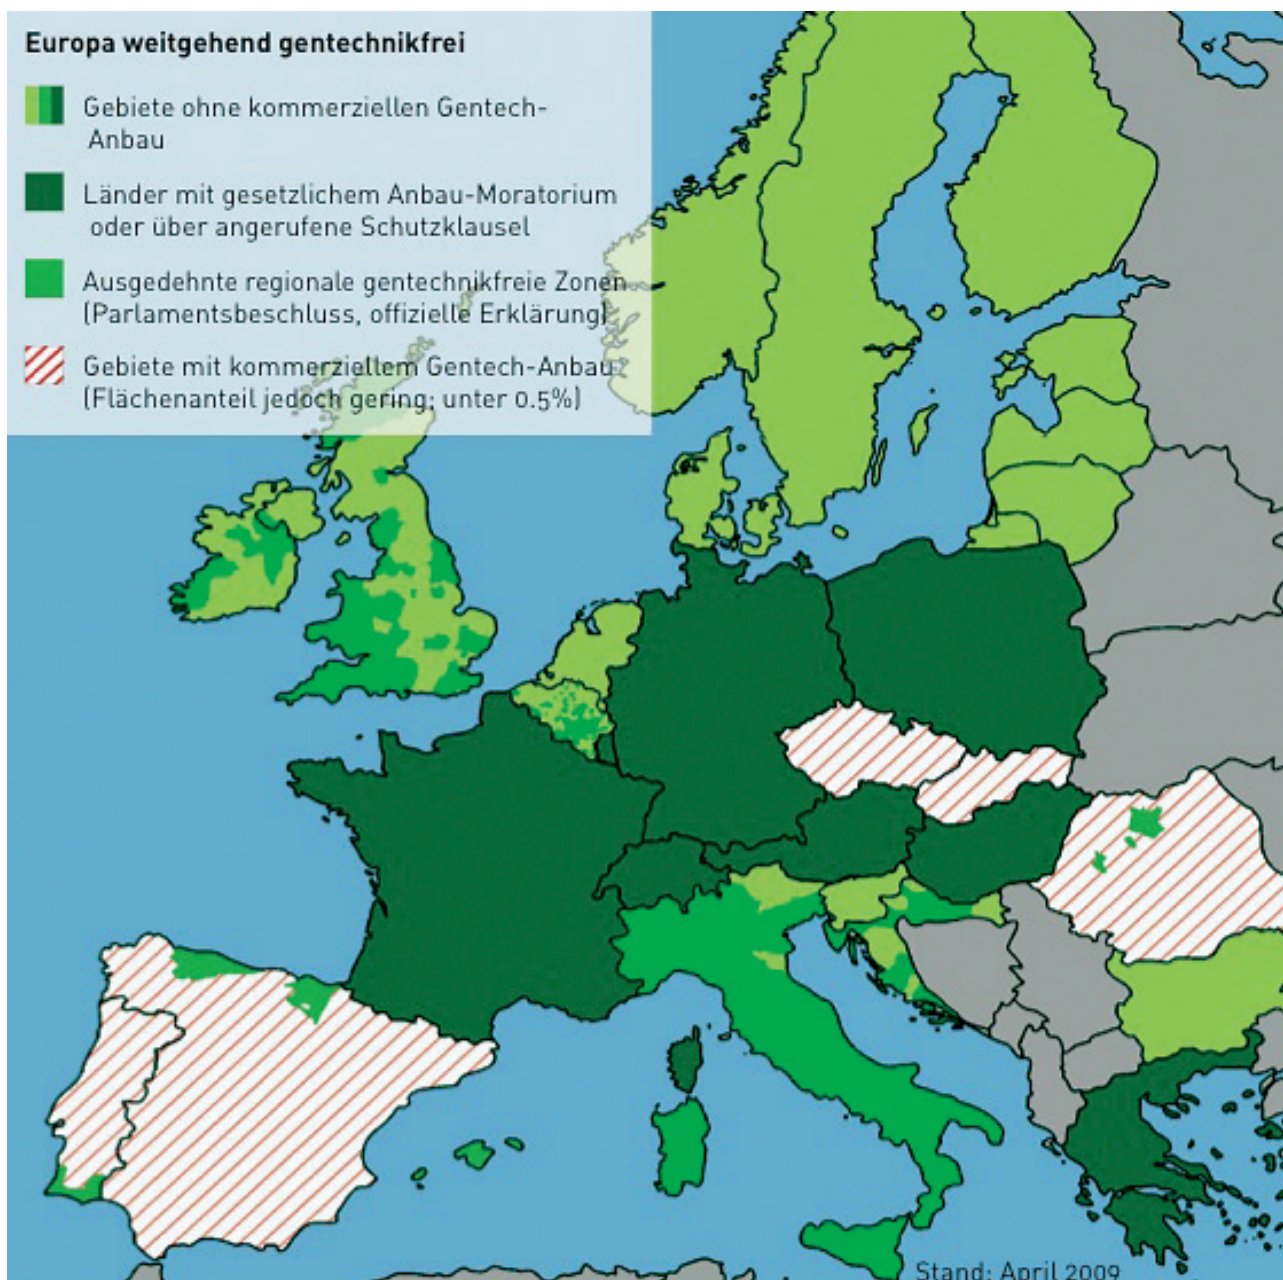 Europa weitgehend gentechnikfrei
Gebiete ohne kommerziellen Gentech-
Anbau
Länder mit gesetzlichem Anbau-Moratorium
oder über angerufene Schutzklausel
Ausgedehnte regionale gentechnikfreie Zonen
(Parlamentsbeschluss, offizielle Erklärung)
Gebiete mit kommerziellem Gentech-Anbau
(Flächenanteil jedoch gering; unter 0.5%)
Stand: April 2009